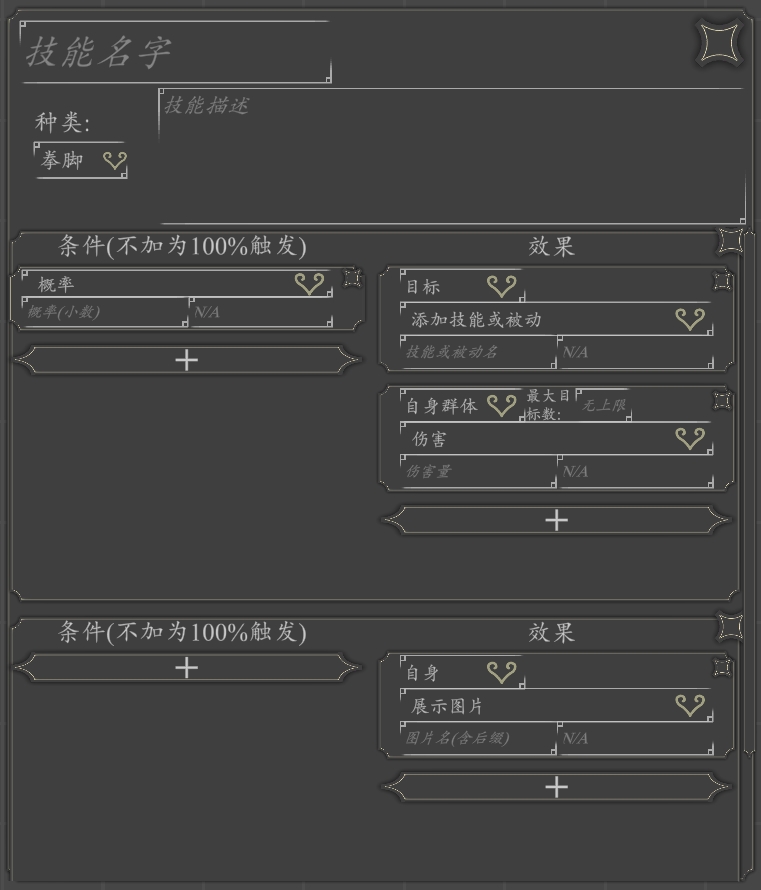 技能名字
技能描述
种类:
拳脚
条件(不加为100%触发)
效果
概率
概率(小数) N/A
目标
添加技能或被动
技能或被动名 N/A
自身群体 最大目
标数: 无上限
伤害
伤害量 N/A
条件(不加为100%触发)
效果
自身
展示图片
图片名(含后缀) N/A